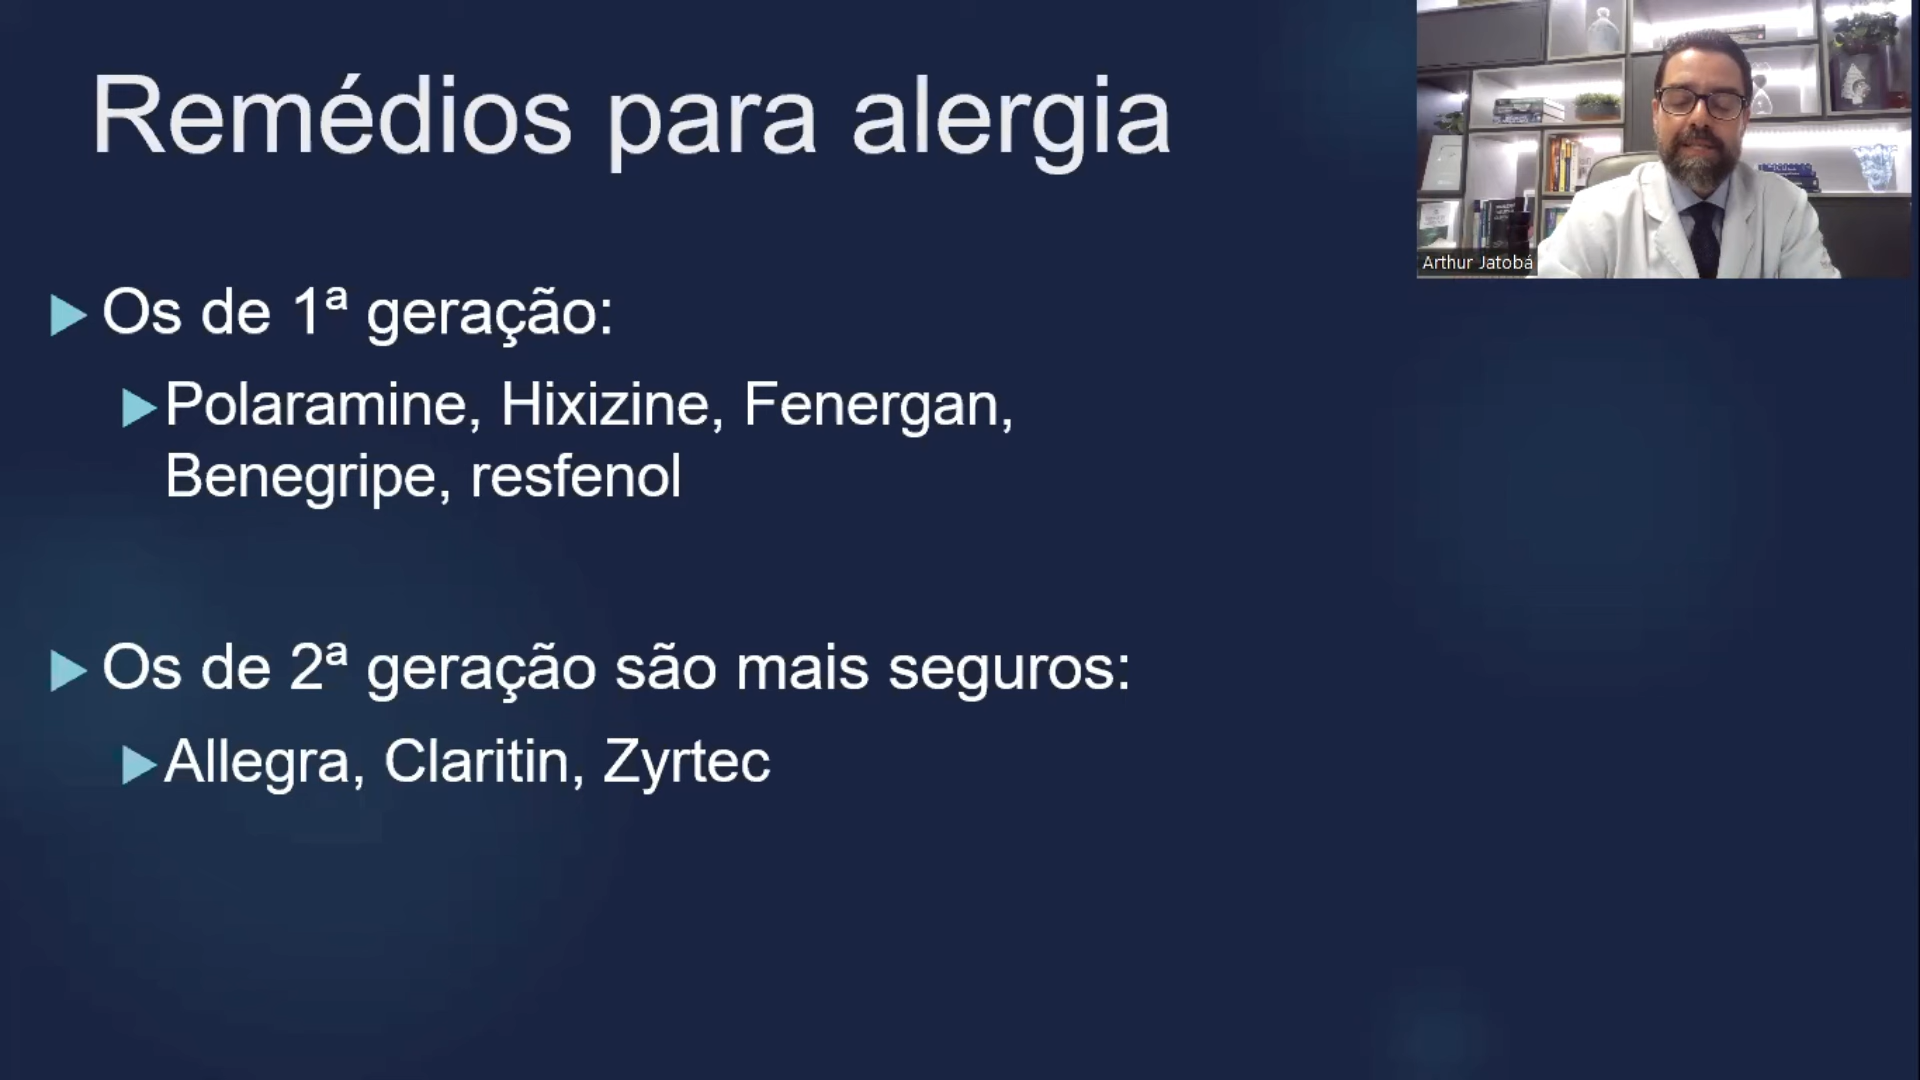 Remédios para alergia
Arthur Jatobá
Os de 1ª geração:
Polaramine, Hixizine, Fenergan,
Benegripe, resfenol
Os de 2ª geração são mais seguros:
Allegra, Claritin, Zyrtec